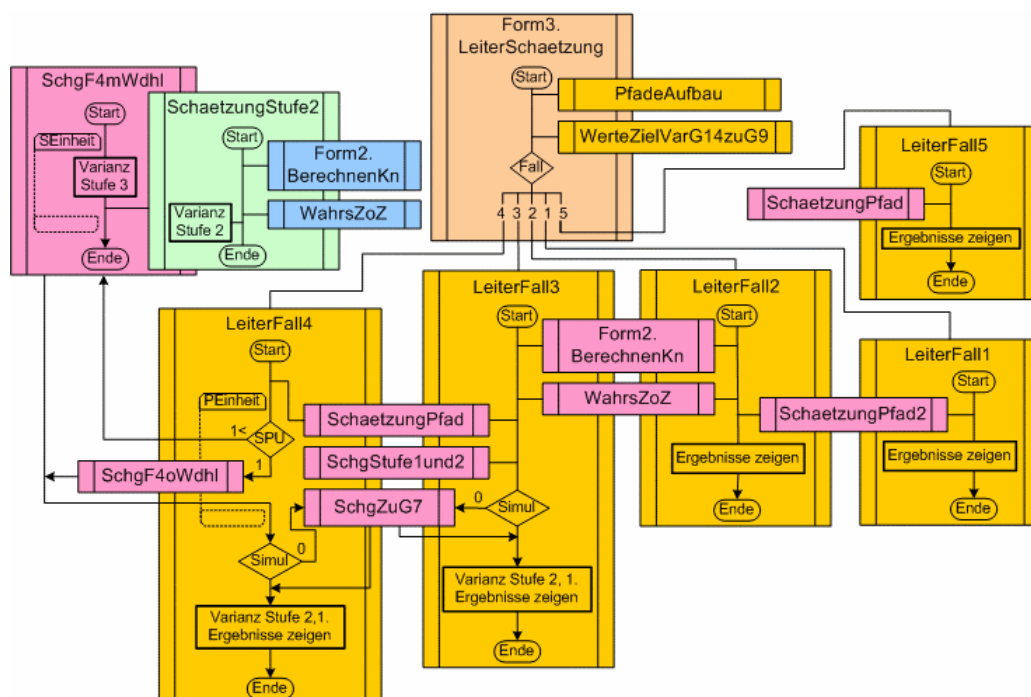 Form3.
LeiterSchaetzung
Start
PfadeAufbau
WerteZielVarG14zuG9
Fall
4 3 2 1 5
SchgF4mWdhl
Start
SEinheit
Varianz
Stufe 3
Ende
SchaetzungStufe2
Start
Form2.
BerechnenKn
WahrsZoZ
Varianz
Stufe 2
Ende
LeiterFall5
Start
SchaetzungPfad
Ergebnisse zeigen
Ende
LeiterFall4
Start
PEinheit
1<
SPU
1
SchgF4oWdhl
Simul
0
Varianz Stufe 2,1.
Ergebnisse zeigen
Ende
SchaetzungPfad
SchgStufe1und2
SchgZuG7
LeiterFall3
Start
0
Simul
Varianz Stufe 2, 1.
Ergebnisse zeigen
Ende
Form2.
BerechnenKn
WahrsZoZ
LeiterFall2
Start
Ergebnisse zeigen
Ende
SchaetzungPfad2
LeiterFall1
Start
Ergebnisse zeigen
Ende